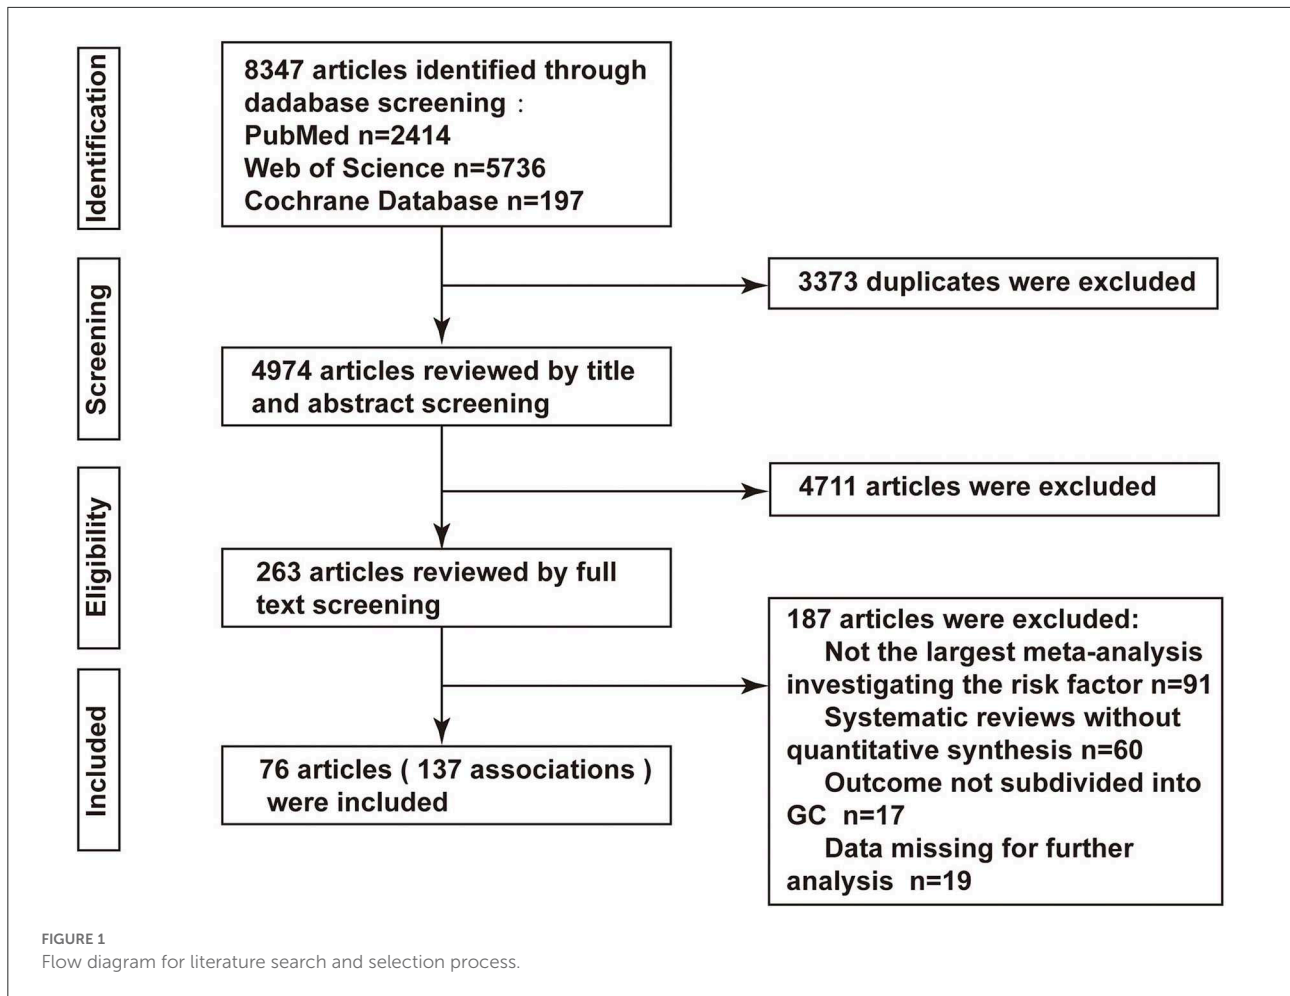 Identification
8347 articles identified through
dadabase screening :
PubMed n=2414
Web of Science n=5736
Cochrane Database n=197
Screening
3373 duplicates were excluded
4974 articles reviewed by title
and abstract screening
Eligibility
4711 articles were excluded
263 articles reviewed by full
text screening
Included
187 articles were excluded:
Not the largest meta-analysis
investigating the risk factor n=91
Systematic reviews without
quantitative synthesis n=60
Outcome not subdivided into
GC n=17
Data missing for further
analysis n=19
76 articles ( 137 associations )
were included
FIGURE 1
Flow diagram for literature search and selection process.